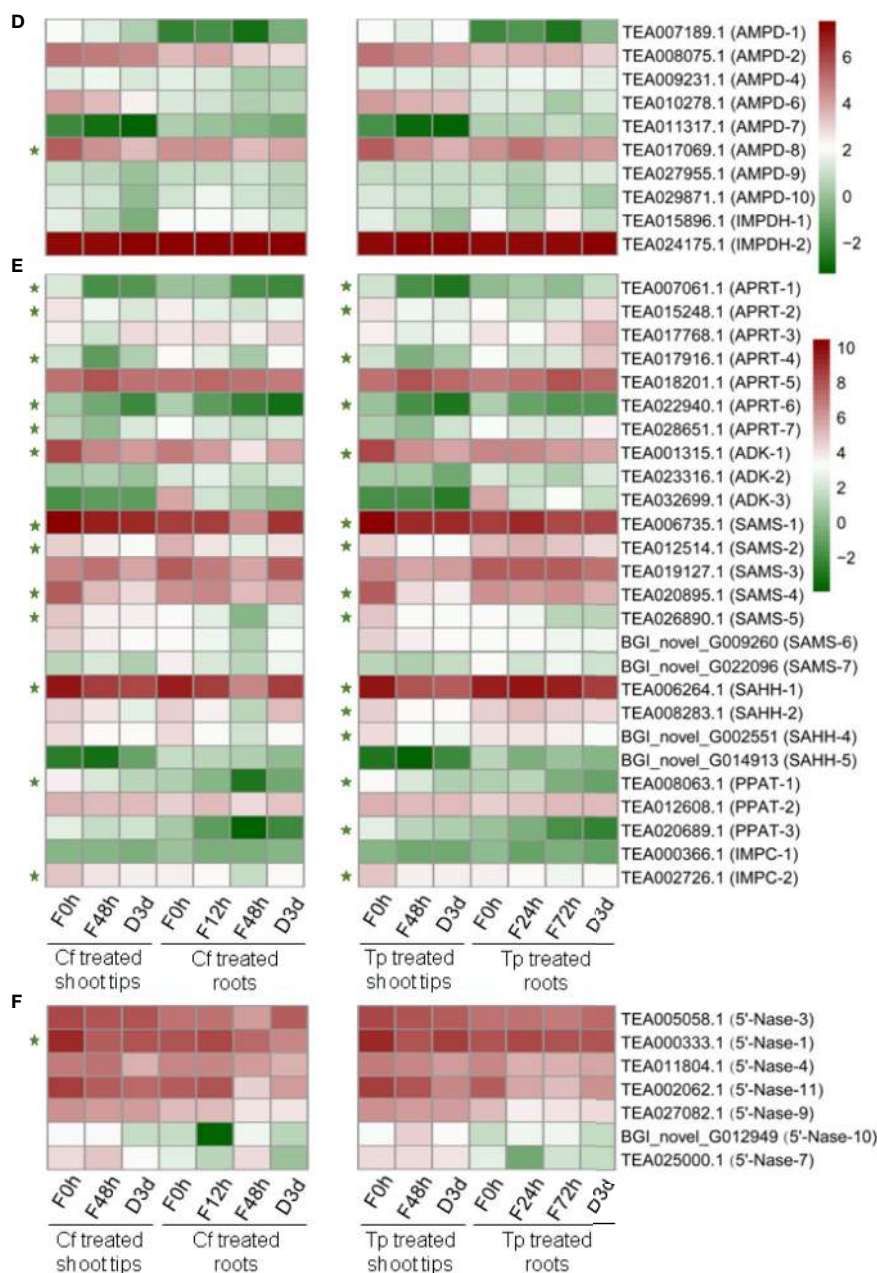 D
TEA007189.1 (AMPD-1)
TEA008075.1 (AMPD-2)
TEA009231.1 (AMPD-4)
TEA010278.1 (AMPD-6)
TEA011317.1 (AMPD-7)
TEA017069.1 (AMPD-8)
TEA027955.1 (AMPD-9)
TEA029871.1 (AMPD-10)
TEA015896.1 (IMPDH-1)
TEA024175.1 (IMPDH-2)
6
4
2
0
−2
E
TEA007061.1 (APRT-1)
TEA015248.1 (APRT-2)
TEA017768.1 (APRT-3)
TEA017916.1 (APRT-4)
TEA018201.1 (APRT-5)
TEA022940.1 (APRT-6)
TEA028651.1 (APRT-7)
TEA001315.1 (ADK-1)
TEA023316.1 (ADK-2)
TEA032699.1 (ADK-3)
TEA006735.1 (SAMS-1)
TEA012514.1 (SAMS-2)
TEA019127.1 (SAMS-3)
TEA020895.1 (SAMS-4)
TEA026890.1 (SAMS-5)
BGI_novel_G009260 (SAMS-6)
BGI_novel_G022096 (SAMS-7)
TEA006264.1 (SAHH-1)
TEA008283.1 (SAHH-2)
BGI_novel_G002551 (SAHH-4)
BGI_novel_G014913 (SAHH-5)
TEA008063.1 (PPAT-1)
TEA012608.1 (PPAT-2)
TEA020689.1 (PPAT-3)
TEA000366.1 (IMPC-1)
TEA002726.1 (IMPC-2)
10
8
6
4
2
0
−2
F0h F48h D3d F0h F12h F48h D3d
F0h F48h D3d F0h F24h F72h D3d
Cf treated shoot tips
Cf treated roots
Tp treated shoot tips
Tp treated roots
F
TEA005058.1 (5'-Nase-3)
TEA000333.1 (5'-Nase-1)
TEA011804.1 (5'-Nase-4)
TEA002062.1 (5'-Nase-11)
TEA027082.1 (5'-Nase-9)
BGI_novel_G012949 (5'-Nase-10)
TEA025000.1 (5'-Nase-7)
F0h F48h D3d F0h F12h F48h D3d
F0h F48h D3d F0h F24h F72h D3d
Cf treated shoot tips
Cf treated roots
Tp treated shoot tips
Tp treated roots